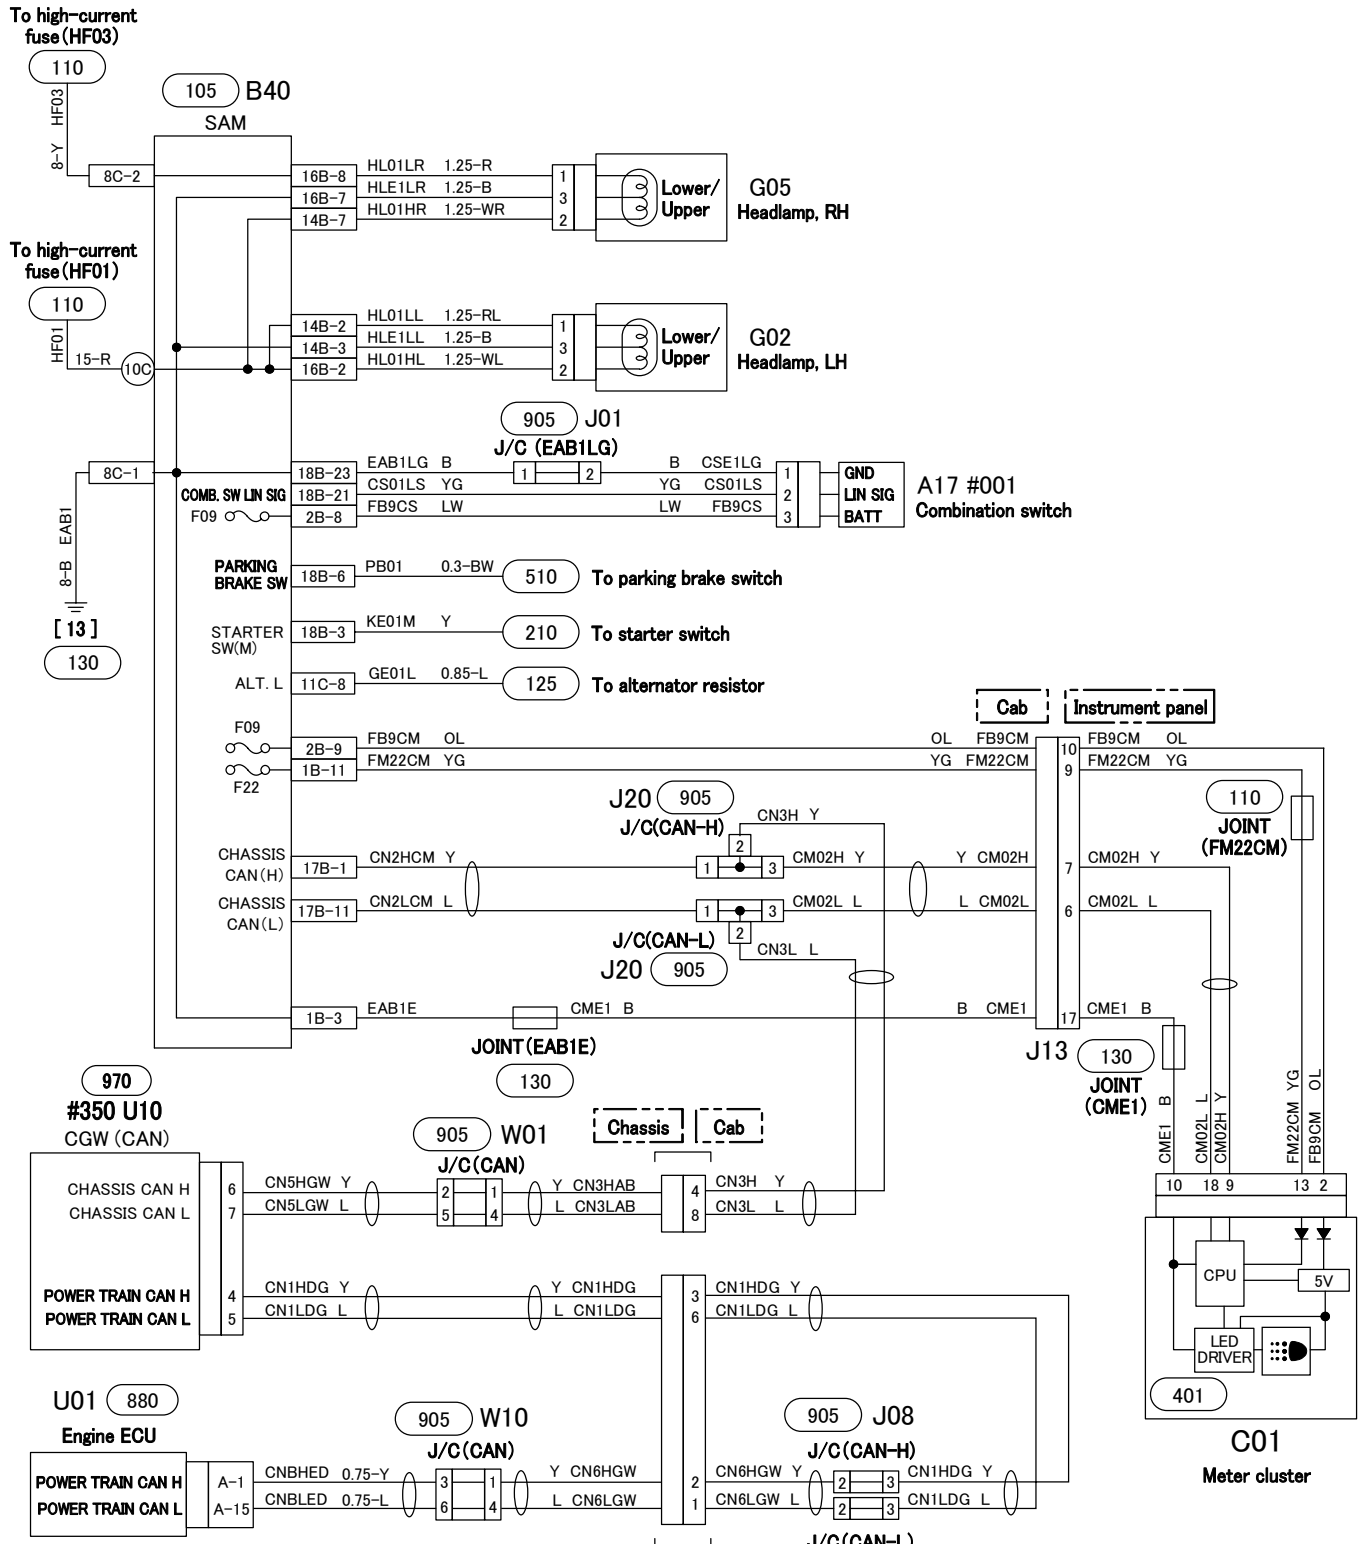 To high-current
fuse(HF03)
110
8-Y HF03
8C-2
105 B40
SAM
16B-8 HL01LR 1.25-R 1
16B-7 HLE1LR 1.25-B 3
14B-7 HL01HR 1.25-WR 2
Lower/
Upper
G05
Headlamp, RH
To high-current
fuse(HF01)
110
HF01
15-R
10C
14B-2 HL01LL 1.25-RL 1
14B-3 HLE1LL 1.25-B 3
16B-2 HL01HL 1.25-WL 2
Lower/
Upper
G02
Headlamp, LH
905 J01
J/C (EAB1LG)
8C-1
18B-23 EAB1LG B 1 2 B CSE1LG 1 GND
COMB. SW LIN SIG 18B-21 CS01LS YG YG CS01LS 2 LIN SIG
F09 2B-8 FB9CS LW LW FB9CS 3 BATT
A17 #001
Combination switch
8-B EAB1
[13]
130
PARKING
BRAKE SW
18B-6 PB01 0.3-BW 510 To parking brake switch
STARTER
SW(M)
18B-3 KE01M Y 210 To starter switch
ALT. L 11C-8 GE01L 0.85-L 125 To alternator resistor
Cab
Instrument panel
F09
2B-9 FB9CM OL OL FB9CM 10 FB9CM OL
1B-11 FM22CM YG YG FM22CM 9 FM22CM YG
F22
110
JOINT
(FM22CM)
J20 905
J/C(CAN-H)
CN3H Y
2
CHASSIS
CAN(H)
17B-1 CN2HCM Y 1 3 CM02H Y Y CM02H 7 CM02H Y
CHASSIS
CAN(L)
17B-11 CN2LCM L 1 3 CM02L L L CM02L 6 CM02L L
2
J/C(CAN-L)
CN3L L
J20 905
1B-3 EAB1E CME1 B B CME1 17 CME1 B
JOINT(EAB1E)
130
J13
130
JOINT
(CME1)
CME1 B
CM02L L
CM02H Y
FM22CM YG
FB9CM OL
10 18 9 13 2
CPU
5V
LED
DRIVER
401
C01
Meter cluster
970
#350 U10
CGW (CAN)
905 W01
J/C(CAN)
Chassis
Cab
CHASSIS CAN H 6 CN5HGW Y 2 1 Y CN3HAB 4 CN3H Y
CHASSIS CAN L 7 CN5LGW L 5 4 L CN3LAB 8 CN3L L
POWER TRAIN CAN H 4 CN1HDG Y Y CN1HDG 3 CN1HDG Y
POWER TRAIN CAN L 5 CN1LDG L L CN1LDG 6 CN1LDG L
U01 880
Engine ECU
905 W10
J/C(CAN)
905 J08
J/C(CAN-H)
POWER TRAIN CAN H A-1 CNBHED 0.75-Y 3 1 Y CN6HGW 2 CN6HGW Y 2 3 CN1HDG Y
POWER TRAIN CAN L A-15 CNBLED 0.75-L 6 4 L CN6LGW 1 CN6LGW L 2 3 CN1LDG L
J/C(CAN-L)